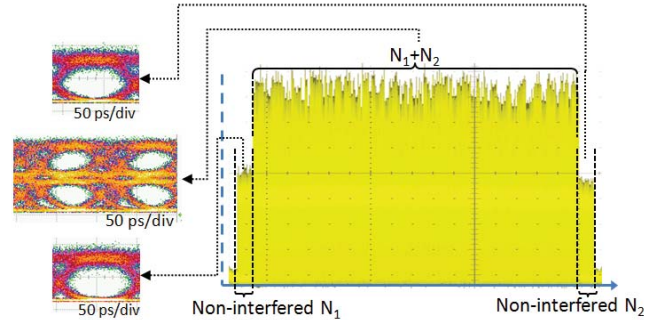 N₁+N₂
50 ps/div
50 ps/div
50 ps/div
Non-interfered N₁
Non-interfered N₂